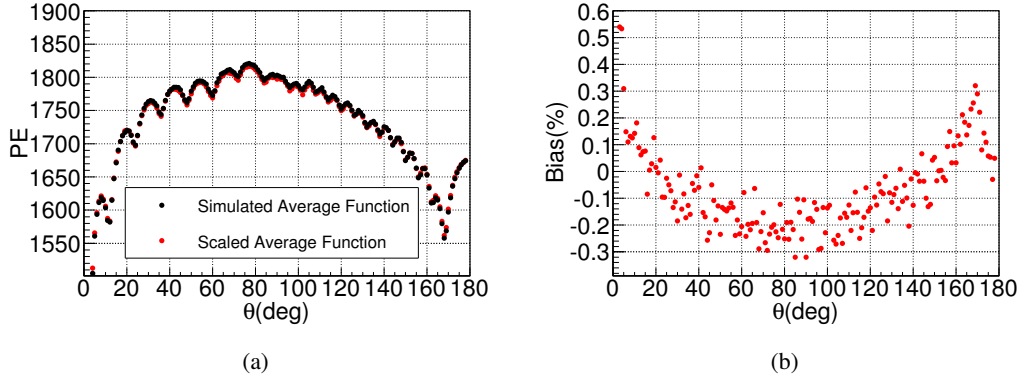 1900
1850
1800
1750
1700
1650
1600
1550
PE
Simulated Average Function
Scaled Average Function
0 20 40 60 80 100 120 140 160 180
θ(deg)
(a)
0.6
0.5
0.4
0.3
0.2
0.1
0
-0.1
-0.2
-0.3
Bias(%)
0 20 40 60 80 100 120 140 160 180
θ(deg)
(b)